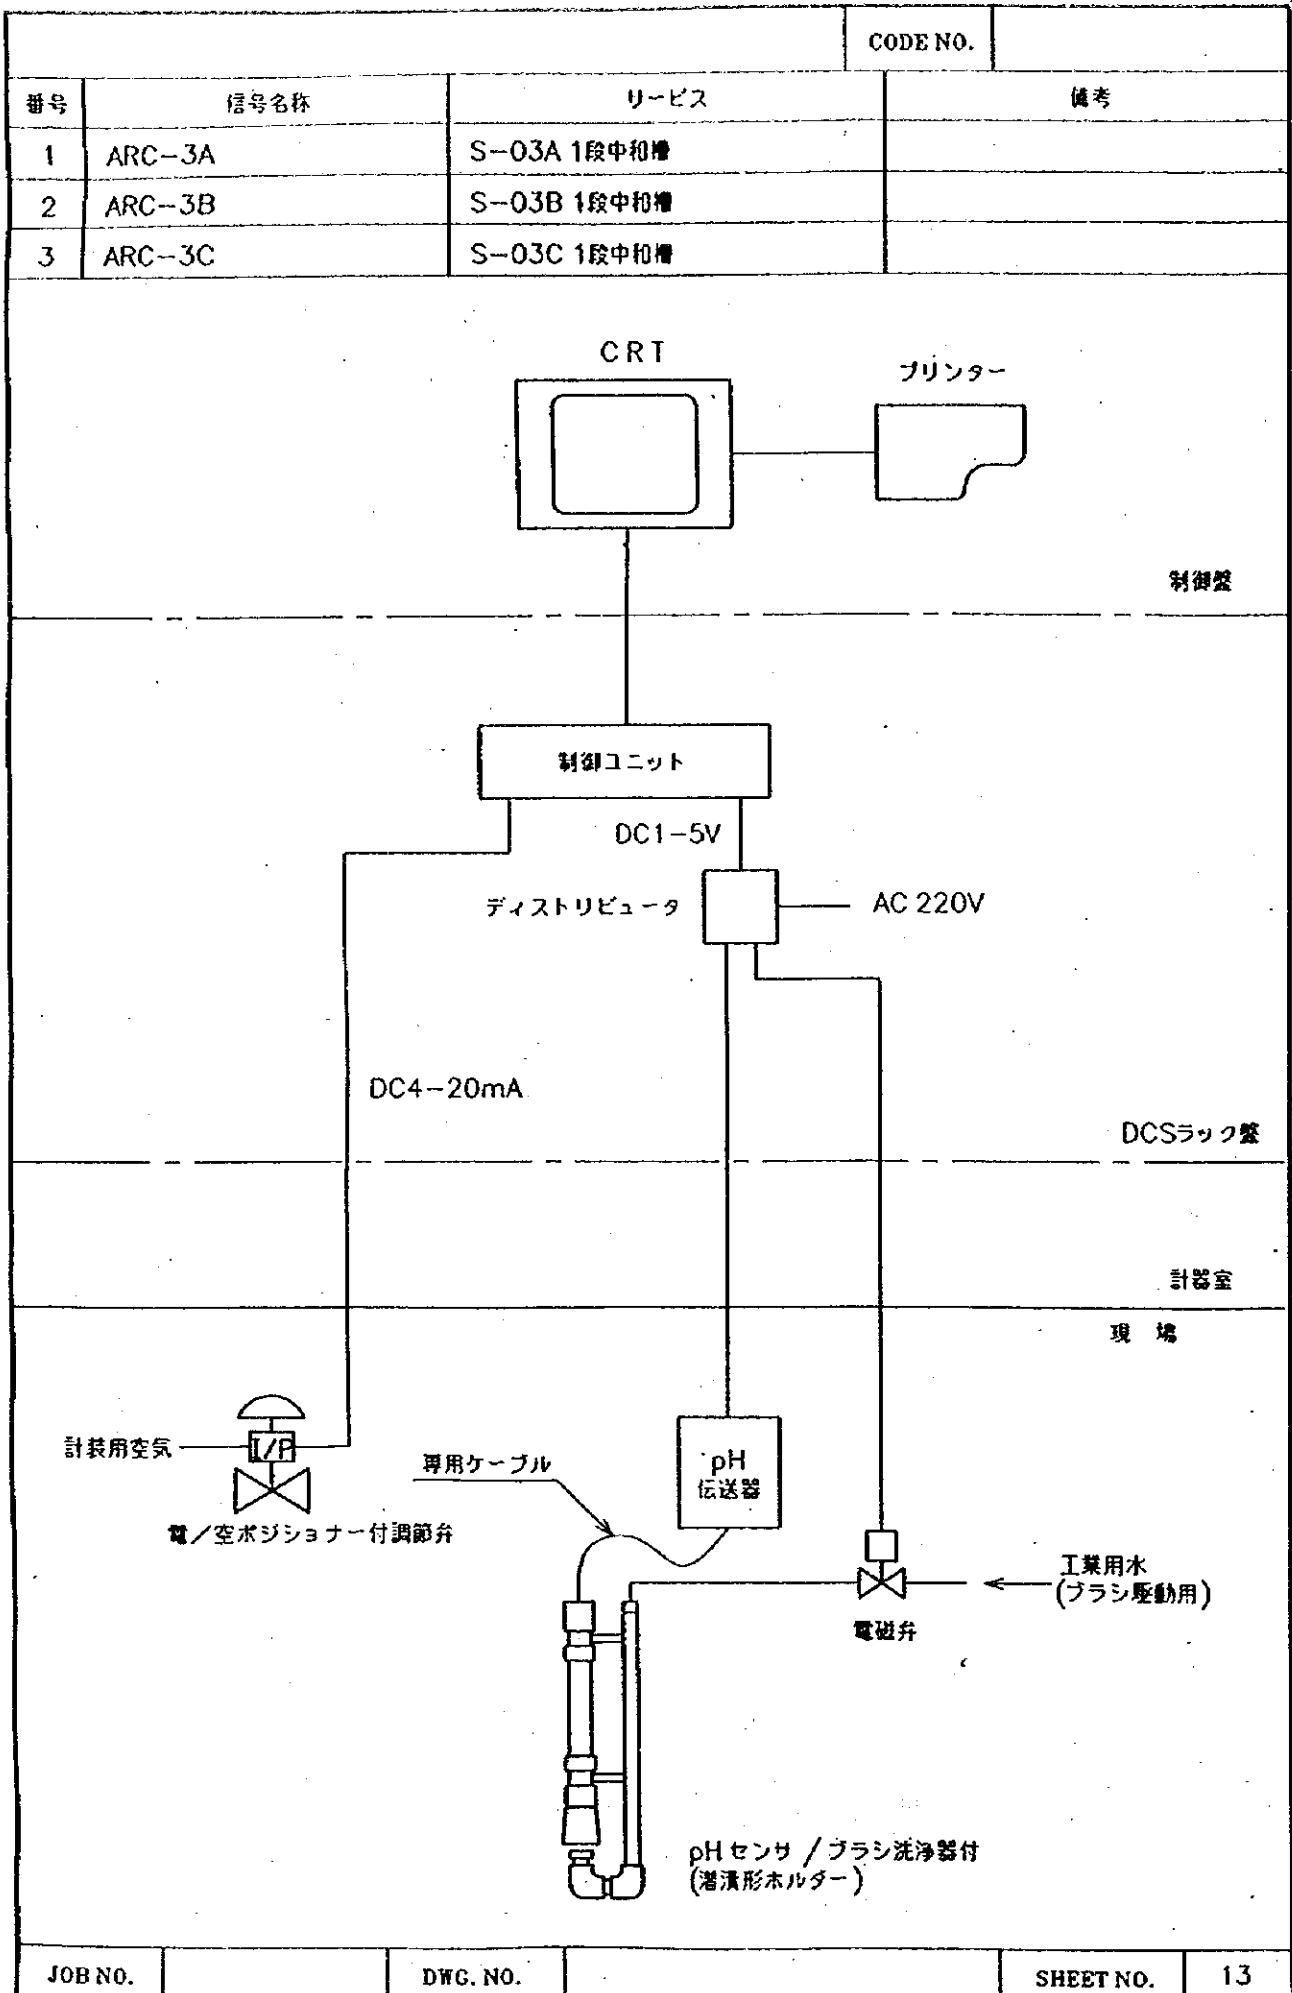 CODE NO.
番号 信号名称 サービス 備考
1 ARC-3A S-03A 1段中和槽
2 ARC-3B S-03B 1段中和槽
3 ARC-3C S-03C 1段中和槽
CRT
プリンター
制御盤
制御ユニット
DC1-5V
ディストリビュータ
AC 220V
DC4-20mA
DCSラック盤
計器室
現場
計装用空気
I/P
専用ケーブル
pH
伝送器
電/空ポジショナー付調節弁
工業用水
(ブラシ駆動用)
電磁弁
pHセンサ/ブラシ洗浄器付
(潜漬形ホルダー)
JOB NO. DWG. NO. SHEET NO. 13